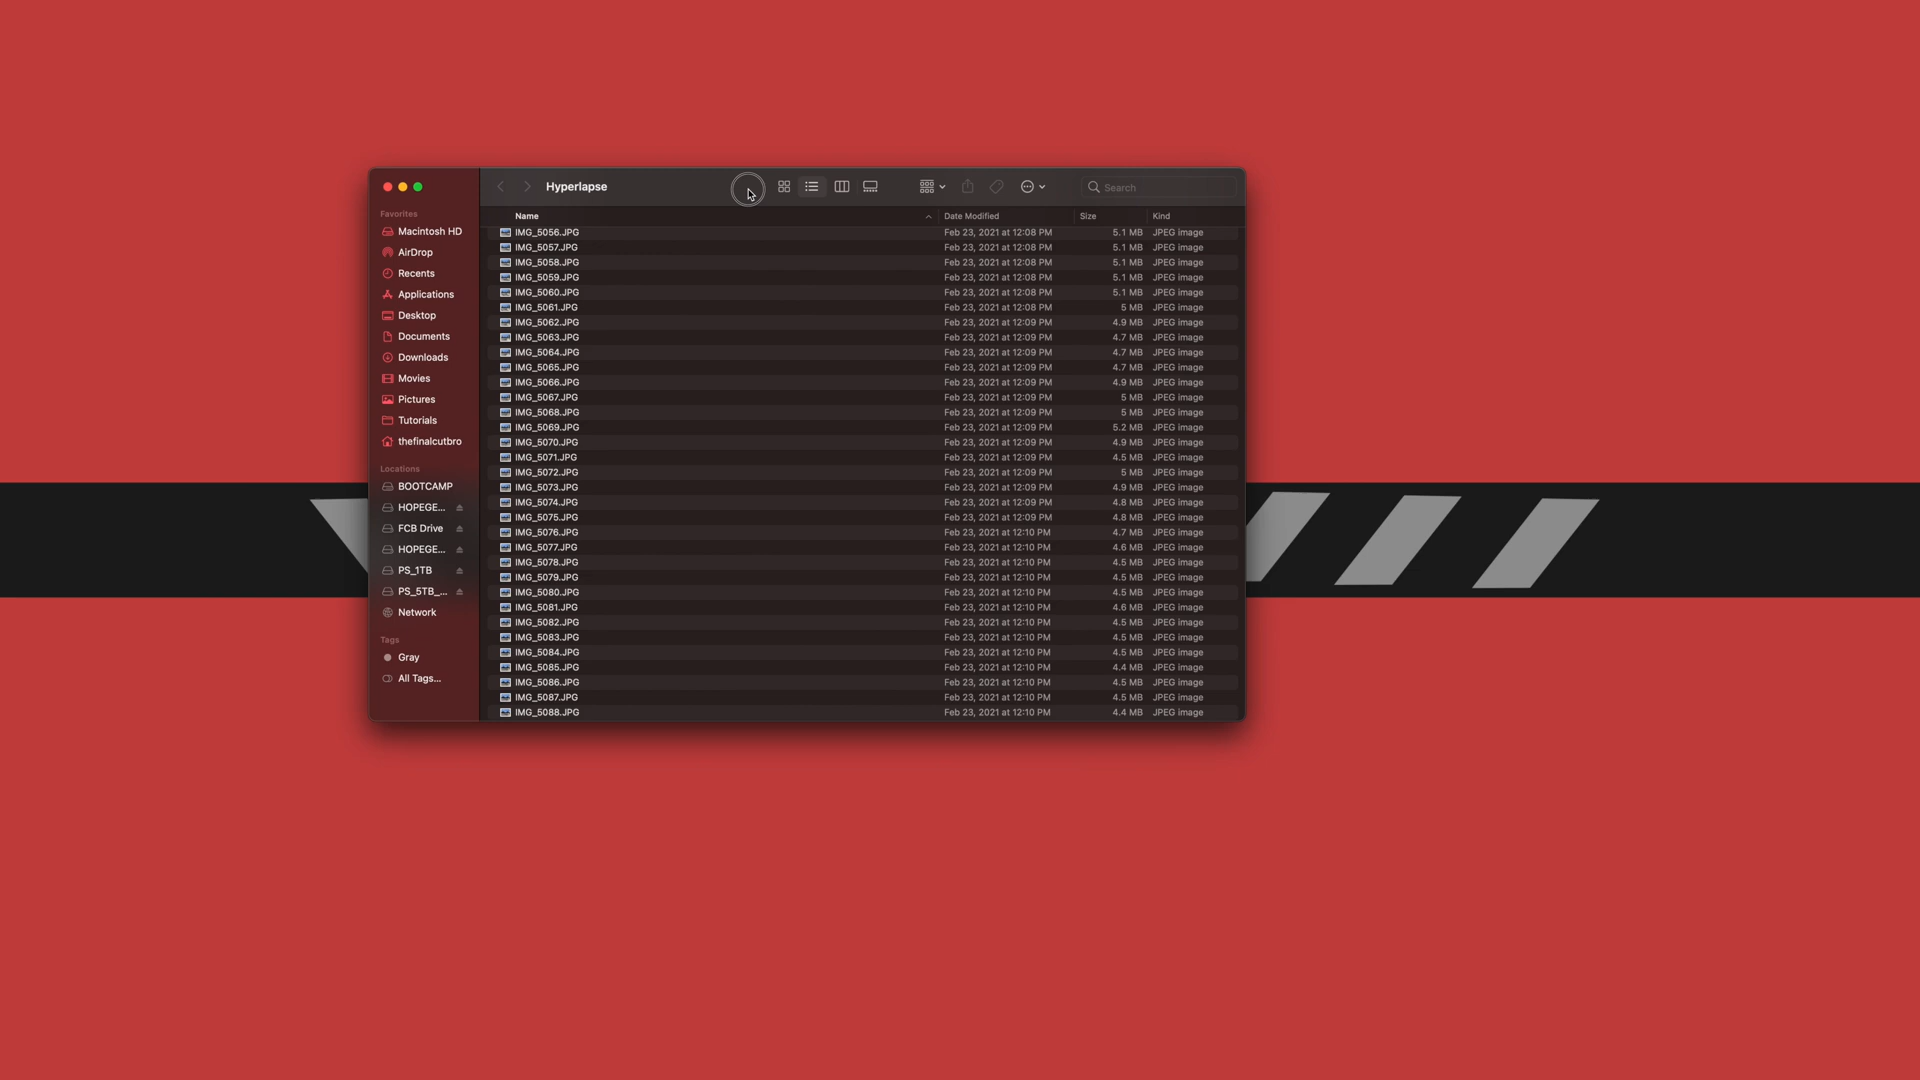 Hyperlapse
Search
Favorites
Macintosh HD
AirDrop
Recents
Applications
Desktop
Documents
Downloads
Movies
Pictures
Tutorials
thefinalcutbro
Locations
BOOTCAMP
HOPEGE...
FCB Drive
HOPEGE...
PS_1TB
PS_5TB_...
Network
Tags
Gray
All Tags...
Name Date Modified Size Kind
IMG_5056.JPG Feb 23, 2021 at 12:08 PM 5.1 MB JPEG image
IMG_5057.JPG Feb 23, 2021 at 12:08 PM 5.1 MB JPEG image
IMG_5058.JPG Feb 23, 2021 at 12:08 PM 5.1 MB JPEG image
IMG_5059.JPG Feb 23, 2021 at 12:08 PM 5.1 MB JPEG image
IMG_5060.JPG Feb 23, 2021 at 12:08 PM 5.1 MB JPEG image
IMG_5061.JPG Feb 23, 2021 at 12:08 PM 5 MB JPEG image
IMG_5062.JPG Feb 23, 2021 at 12:09 PM 4.9 MB JPEG image
IMG_5063.JPG Feb 23, 2021 at 12:09 PM 4.7 MB JPEG image
IMG_5064.JPG Feb 23, 2021 at 12:09 PM 4.7 MB JPEG image
IMG_5065.JPG Feb 23, 2021 at 12:09 PM 4.7 MB JPEG image
IMG_5066.JPG Feb 23, 2021 at 12:09 PM 4.9 MB JPEG image
IMG_5067.JPG Feb 23, 2021 at 12:09 PM 5 MB JPEG image
IMG_5068.JPG Feb 23, 2021 at 12:09 PM 5 MB JPEG image
IMG_5069.JPG Feb 23, 2021 at 12:09 PM 5.2 MB JPEG image
IMG_5070.JPG Feb 23, 2021 at 12:09 PM 4.9 MB JPEG image
IMG_5071.JPG Feb 23, 2021 at 12:09 PM 4.5 MB JPEG image
IMG_5072.JPG Feb 23, 2021 at 12:09 PM 5 MB JPEG image
IMG_5073.JPG Feb 23, 2021 at 12:09 PM 4.9 MB JPEG image
IMG_5074.JPG Feb 23, 2021 at 12:09 PM 4.8 MB JPEG image
IMG_5075.JPG Feb 23, 2021 at 12:09 PM 4.8 MB JPEG image
IMG_5076.JPG Feb 23, 2021 at 12:10 PM 4.7 MB JPEG image
IMG_5077.JPG Feb 23, 2021 at 12:10 PM 4.6 MB JPEG image
IMG_5078.JPG Feb 23, 2021 at 12:10 PM 4.5 MB JPEG image
IMG_5079.JPG Feb 23, 2021 at 12:10 PM 4.5 MB JPEG image
IMG_5080.JPG Feb 23, 2021 at 12:10 PM 4.5 MB JPEG image
IMG_5081.JPG Feb 23, 2021 at 12:10 PM 4.6 MB JPEG image
IMG_5082.JPG Feb 23, 2021 at 12:10 PM 4.5 MB JPEG image
IMG_5083.JPG Feb 23, 2021 at 12:10 PM 4.5 MB JPEG image
IMG_5084.JPG Feb 23, 2021 at 12:10 PM 4.5 MB JPEG image
IMG_5085.JPG Feb 23, 2021 at 12:10 PM 4.4 MB JPEG image
IMG_5086.JPG Feb 23, 2021 at 12:10 PM 4.5 MB JPEG image
IMG_5087.JPG Feb 23, 2021 at 12:10 PM 4.5 MB JPEG image
IMG_5088.JPG Feb 23, 2021 at 12:10 PM 4.4 MB JPEG image